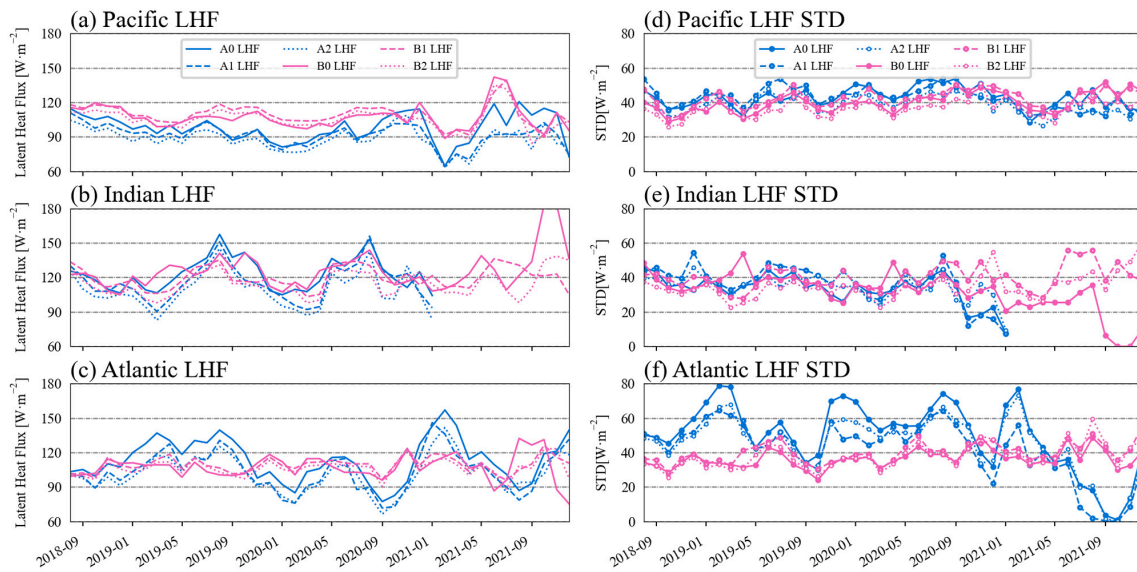 (a) Pacific LHF
Latent Heat Flux [W·m⁻²]
180
150
120
90
60
A0 LHF A2 LHF B1 LHF
A1 LHF B0 LHF B2 LHF
(d) Pacific LHF STD
STD[W·m⁻²]
80
60
40
20
0
A0 LHF A2 LHF B1 LHF
A1 LHF B0 LHF B2 LHF
(b) Indian LHF
Latent Heat Flux [W·m⁻²]
180
150
120
90
60
(e) Indian LHF STD
STD[W·m⁻²]
80
60
40
20
0
(c) Atlantic LHF
Latent Heat Flux [W·m⁻²]
180
150
120
90
60
2018-09 2019-01 2019-05 2019-09 2020-01 2020-05 2020-09 2021-01 2021-05 2021-09
(f) Atlantic LHF STD
STD[W·m⁻²]
80
60
40
20
0
2018-09 2019-01 2019-05 2019-09 2020-01 2020-05 2020-09 2021-01 2021-05 2021-09